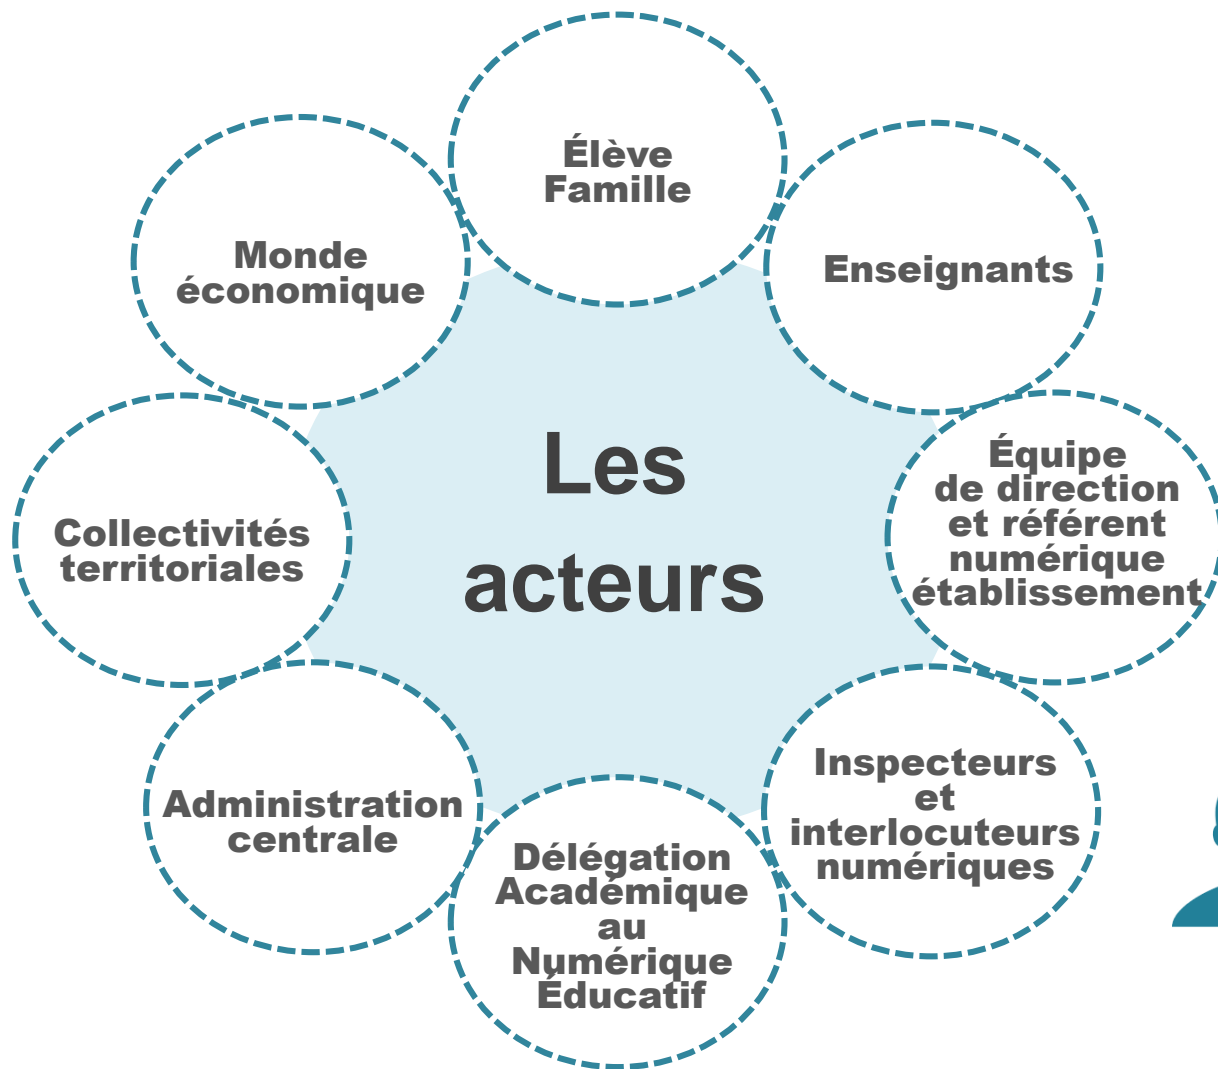 Élève
Famille
Enseignants
Équipe
de direction
et référent
numérique
établissement
Inspecteurs
et
interlocuteurs
numériques
Délégation
Académique
au
Numérique
Éducatif
Administration
centrale
Collectivités
territoriales
Monde
économique
Les
acteurs